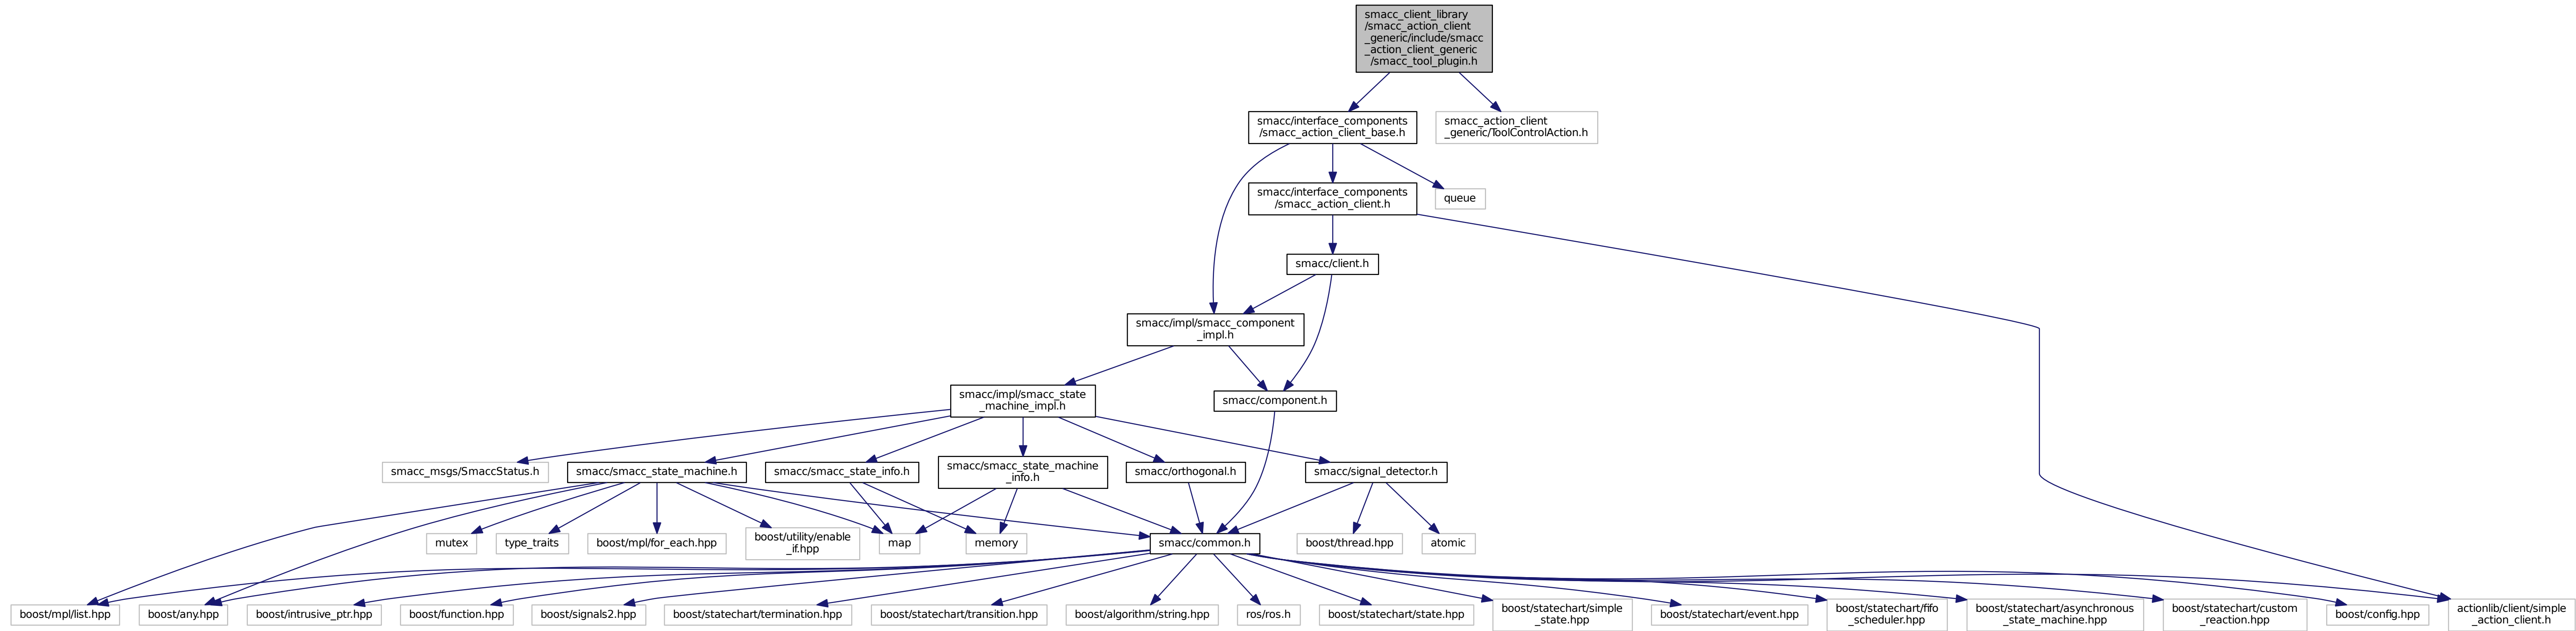 smacc_client_library
/smacc_action_client
_generic/include/smacc
_action_client_generic
/smacc_tool_plugin.h
smacc/interface_components
/smacc_action_client_base.h
smacc_action_client
_generic/ToolControlAction.h
smacc/interface_components
/smacc_action_client.h
queue
smacc/client.h
smacc/impl/smacc_component
_impl.h
smacc/impl/smacc_state
_machine_impl.h
smacc/component.h
smacc_msgs/SmaccStatus.h
smacc/smacc_state_machine.h
smacc/smacc_state_info.h
smacc/smacc_state_machine
_info.h
smacc/orthogonal.h
smacc/signal_detector.h
mutex
type_traits
boost/mpl/for_each.hpp
boost/utility/enable
_if.hpp
map
memory
smacc/common.h
boost/thread.hpp
atomic
boost/mpl/list.hpp
boost/any.hpp
boost/intrusive_ptr.hpp
boost/function.hpp
boost/signals2.hpp
boost/statechart/termination.hpp
boost/statechart/transition.hpp
boost/algorithm/string.hpp
ros/ros.h
boost/statechart/state.hpp
boost/statechart/simple
_state.hpp
boost/statechart/event.hpp
boost/statechart/fifo
_scheduler.hpp
boost/statechart/asynchronous
_state_machine.hpp
boost/statechart/custom
_reaction.hpp
boost/config.hpp
actionlib/client/simple
_action_client.h